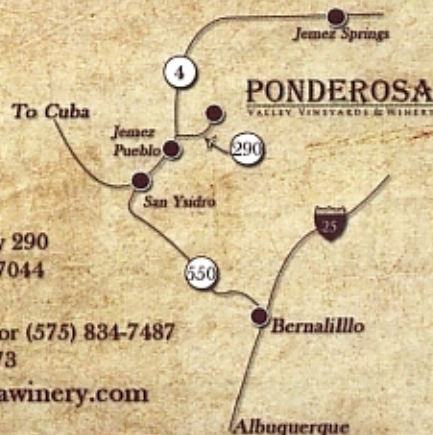 Jemez Springs
4
PONDEROSA
VALLEY VINEYARDS & WINERY
To Cuba
Jemez
Pueblo
290
San Ysidro
25
290
7044
550
or (575) 834-7487
73
Bernalilllo
awinery.com
Albuquerque